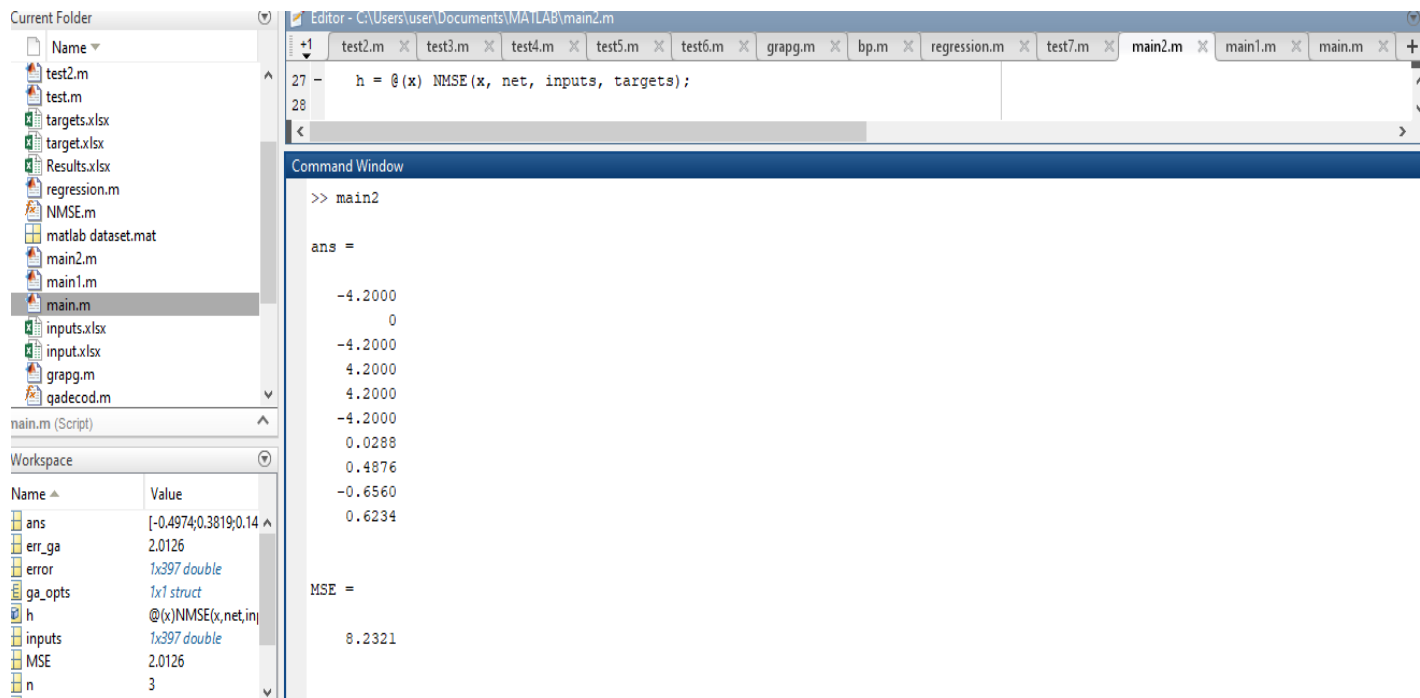 Current Folder
Name
test2.m
test.m
targets.xlsx
target.xlsx
Results.xlsx
regression.m
NMSE.m
matlab dataset.mat
main2.m
main1.m
main.m
inputs.xlsx
input.xlsx
grapg.m
gadecod.m
main.m (Script)
Workspace
Name Value
ans [-0.4974;0.3819;0.14
err_ga 2.0126
error 1x397 double
ga_opts 1x1 struct
h @(x)NMSE(x,net,inp
inputs 1x397 double
MSE 2.0126
n 3
Editor - C:\Users\user\Documents\MATLAB\main2.m
+1 test2.m test3.m test4.m test5.m test6.m grapg.m bp.m regression.m test7.m main2.m main1.m main.m +
27 - h = @(x) NMSE(x, net, inputs, targets);
28
Command Window
>> main2
ans =
-4.2000
0
-4.2000
4.2000
4.2000
-4.2000
0.0288
0.4876
-0.6560
0.6234
MSE =
8.2321